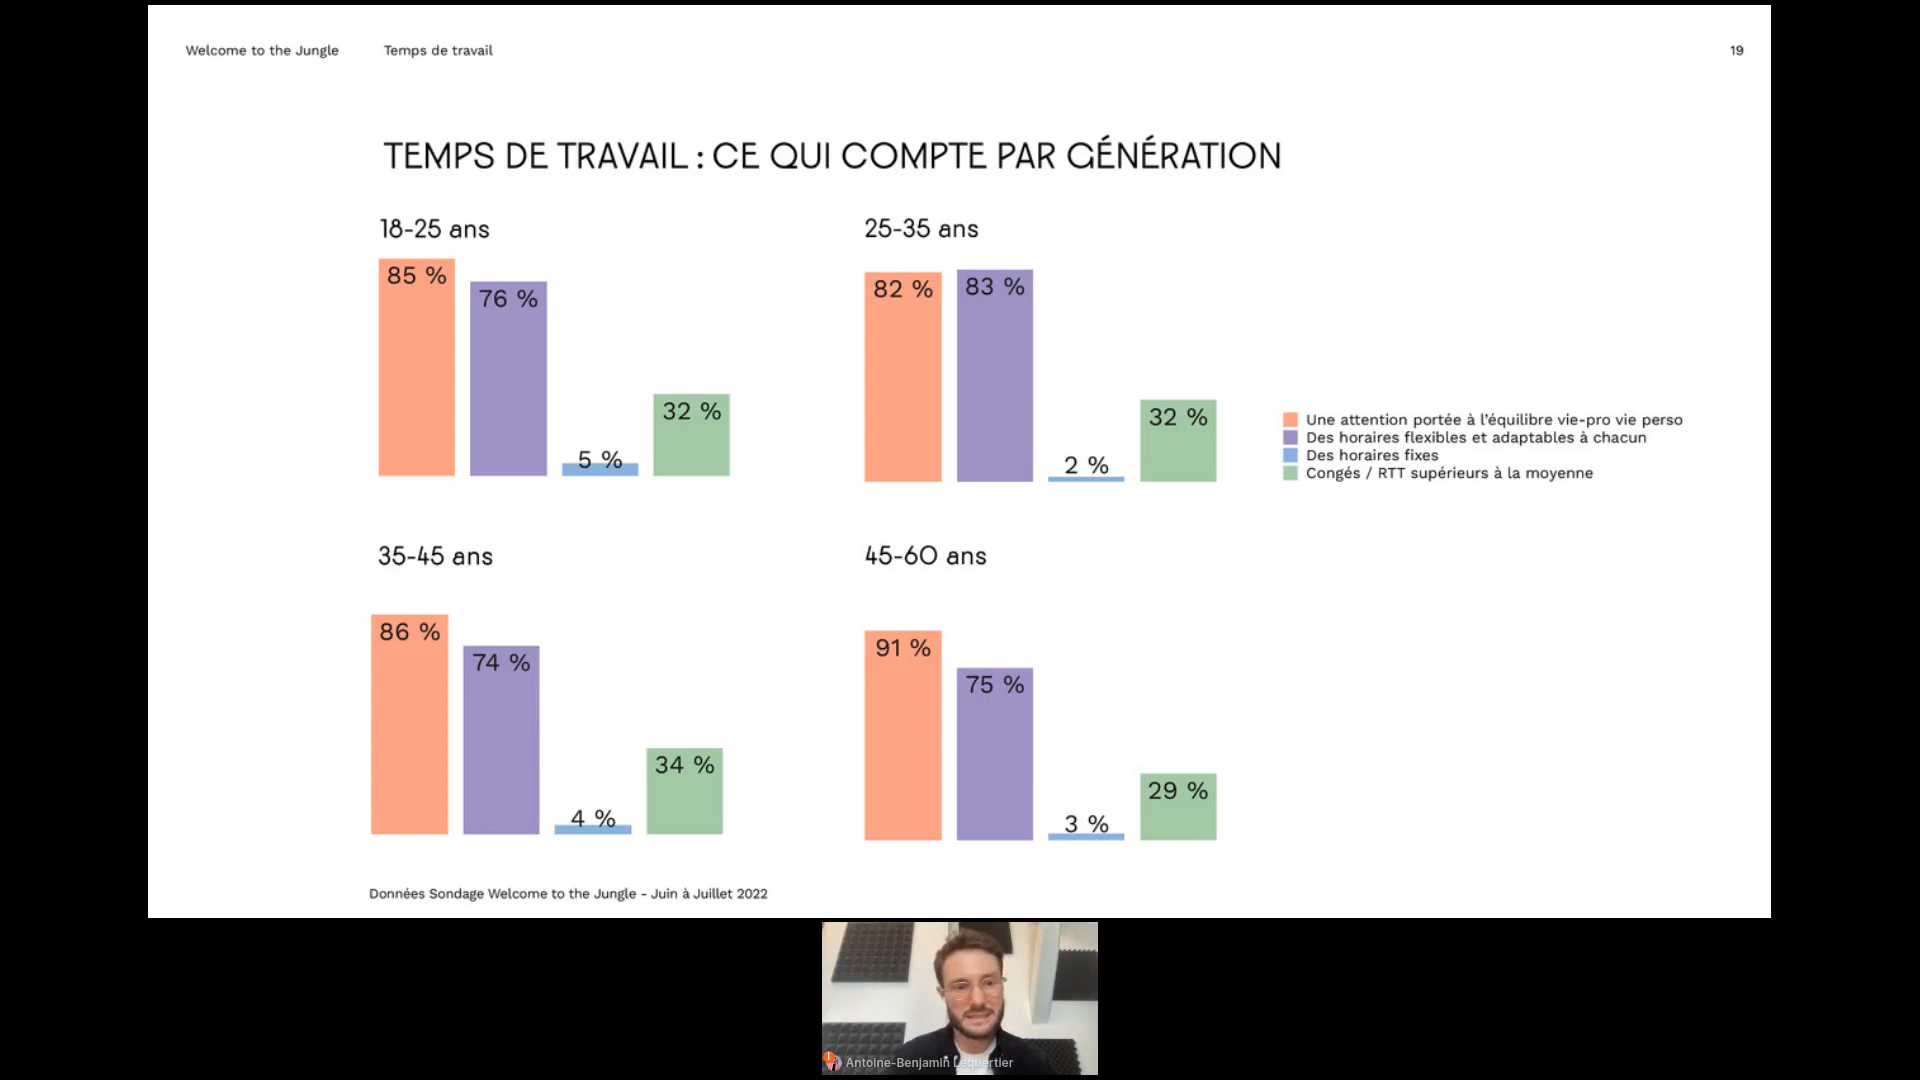 Welcome to the Jungle Temps de travail 19
TEMPS DE TRAVAIL : CE QUI COMPTE PAR GÉNÉRATION
18-25 ans
85 %
76 %
5 %
32 %
25-35 ans
82 %
83 %
2 %
32 %
Une attention portée à l'équilibre vie-pro vie perso
Des horaires flexibles et adaptables à chacun
Des horaires fixes
Congés / RTT supérieurs à la moyenne
35-45 ans
86 %
74 %
4 %
34 %
45-60 ans
91 %
75 %
3 %
29 %
Données Sondage Welcome to the Jungle - Juin à Juillet 2022
Antoine-Benjamin Lequertier